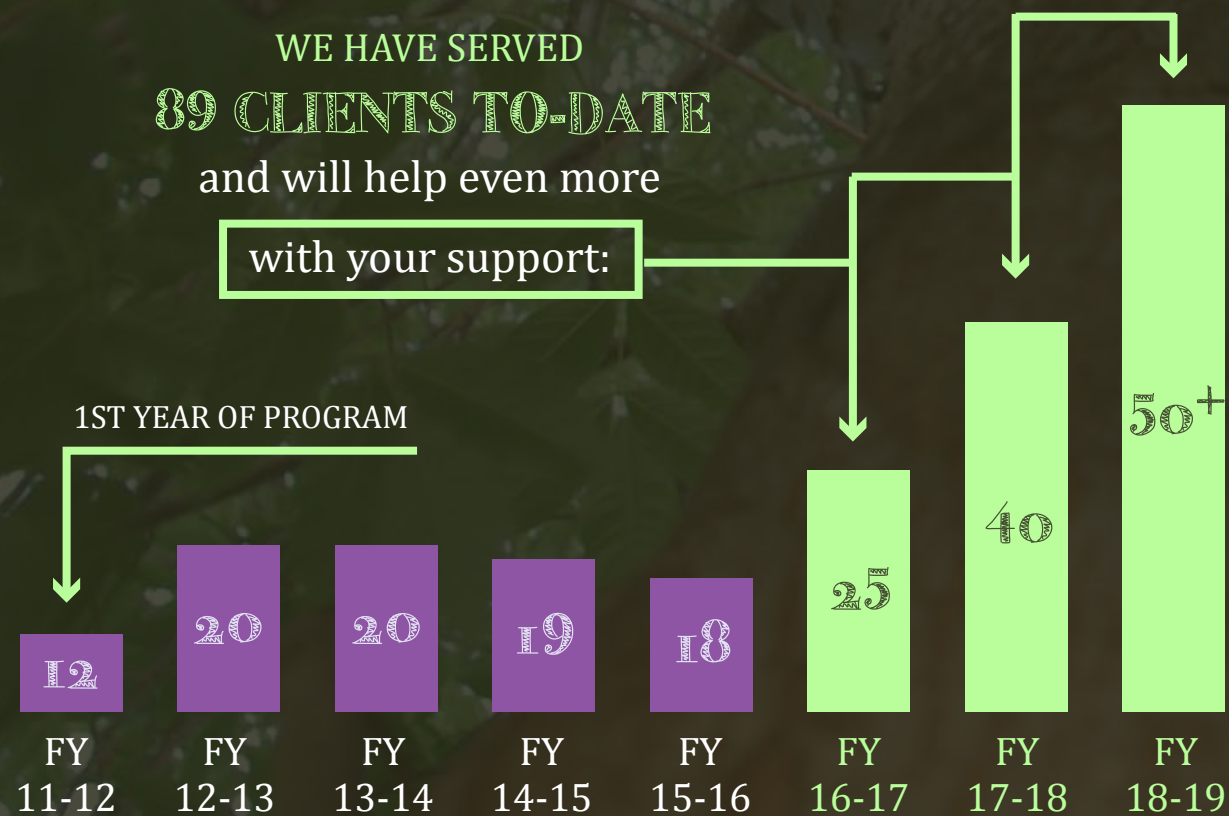 WE HAVE SERVED
89 CLIENTS TO-DATE
and will help even more
with your support:
1ST YEAR OF PROGRAM
12
20
20
19
18
25
40
50+
FY
11-12
FY
12-13
FY
13-14
FY
14-15
FY
15-16
FY
16-17
FY
17-18
FY
18-19